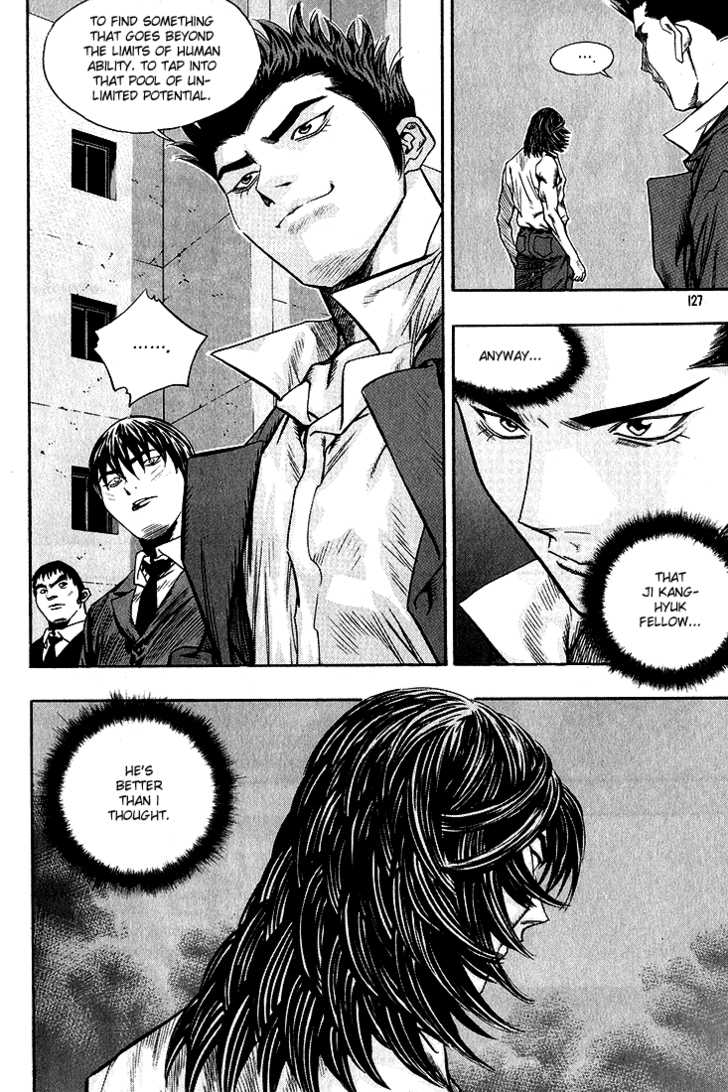 TO FIND SOMETHING
THAT GOES BEYOND
THE LIMITS OF HUMAN
ABILITY. TO TAP INTO
THAT POOL OF UN-
LIMITED POTENTIAL.
.......
....
127
ANYWAY...
THAT
JI KANG-
HYUK
FELLOW...
HE'S
BETTER
THAN I
THOUGHT.